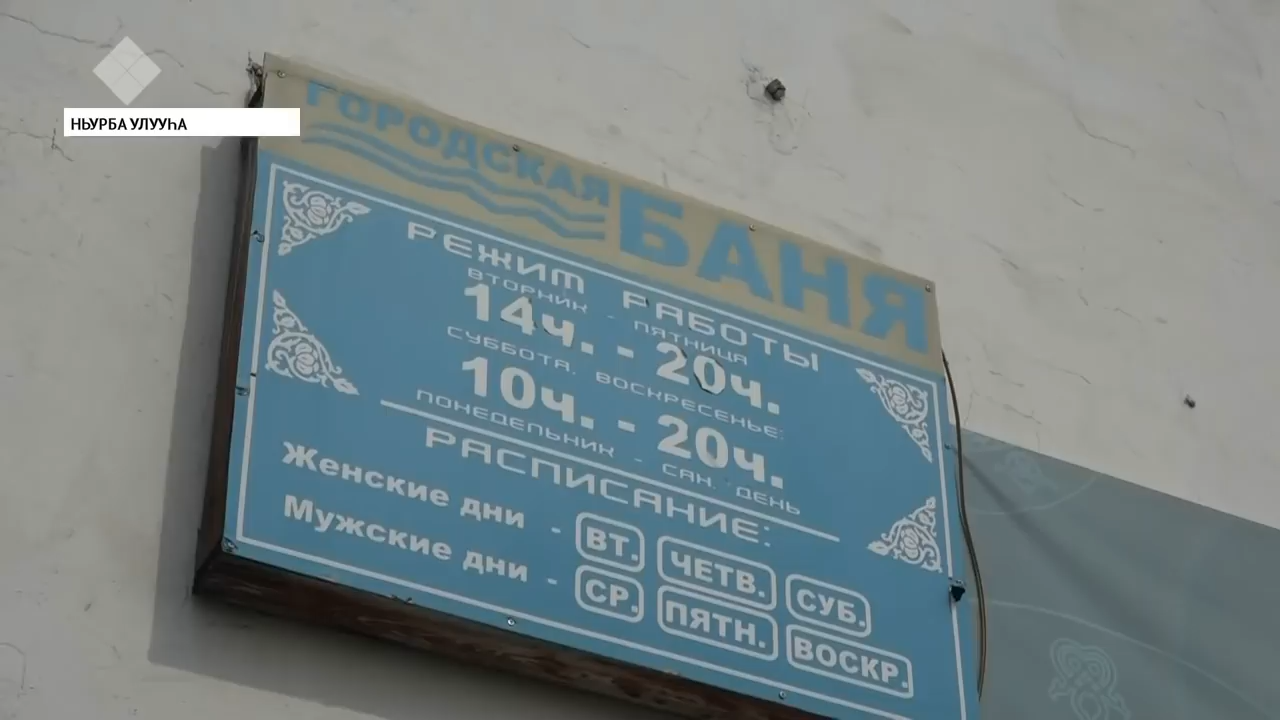 НЬУРБА УЛУУҺА
ГОРОДСКАЯ
БАНЯ
РЕЖИМ РАБОТЫ
ВТОРНИК - ПЯТНИЦА
14ч. - 20ч.
СУББОТА, ВОСКРЕСЕНЬЕ:
10ч. - 20ч.
ПОНЕДЕЛЬНИК - САН. ДЕНЬ
РАСПИСАНИЕ:
Женские дни - ВТ. ЧЕТВ. СУБ.
Мужские дни - СР. ПЯТН. ВОСКР.